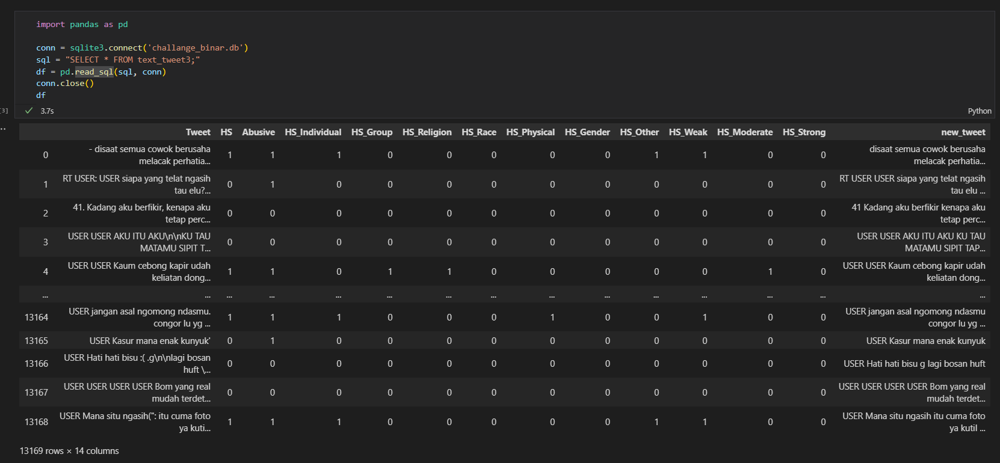 import pandas as pd
conn = sqlite3.connect('challange_binar.db')
sql = "SELECT * FROM text_tweet3;"
df = pd.read_sql(sql, conn)
conn.close()
df
[3] 3.7s Python
Tweet HS Abusive HS_Individual HS_Group HS_Religion HS_Race HS_Physical HS_Gender HS_Other HS_Weak HS_Moderate HS_Strong new_tweet
0 - disaat semua cowok berusaha melacak perhatia... 1 1 1 0 0 0 0 0 1 1 0 0 disaat semua cowok berusaha melacak perhatia...
1 RT USER: USER siapa yang telat ngasih tau elu?... 0 1 0 0 0 0 0 0 0 0 0 0 RT USER USER siapa yang telat ngasih tau elu ...
2 41. Kadang aku berfikir, kenapa aku tetap perc... 0 0 0 0 0 0 0 0 0 0 0 0 41 Kadang aku berfikir kenapa aku tetap perc...
3 USER USER AKU ITU AKU\n\nKU TAU MATAMU SIPIT T... 0 0 0 0 0 0 0 0 0 0 0 0 USER USER AKU ITU AKU KU TAU MATAMU SIPIT TAP...
4 USER USER Kaum cebong kapir udah keliatan dong... 1 1 0 1 1 0 0 0 0 0 1 0 USER USER Kaum cebong kapir udah keliatan dong...
... ... ... ... ... ... ... ... ... ... ... ... ... ... ...
13164 USER jangan asal ngomong ndasmu. congor lu yg ... 1 1 1 0 0 0 1 0 0 1 0 0 USER jangan asal ngomong ndasmu congor lu yg ...
13165 USER Kasur mana enak kunyuk' 0 1 0 0 0 0 0 0 0 0 0 0 USER Kasur mana enak kunyuk
13166 USER Hati hati bisu :( .g\n\nlagi bosan huft \... 0 0 0 0 0 0 0 0 0 0 0 0 USER Hati hati bisu g lagi bosan huft
13167 USER USER USER USER Bom yang real mudah terdet... 0 0 0 0 0 0 0 0 0 0 0 0 USER USER USER USER Bom yang real mudah terdet...
13168 USER Mana situ ngasih(": itu cuma foto ya kuti... 1 1 1 0 0 0 0 0 1 1 0 0 USER Mana situ ngasih itu cuma foto ya kutil ...
13169 rows × 14 columns